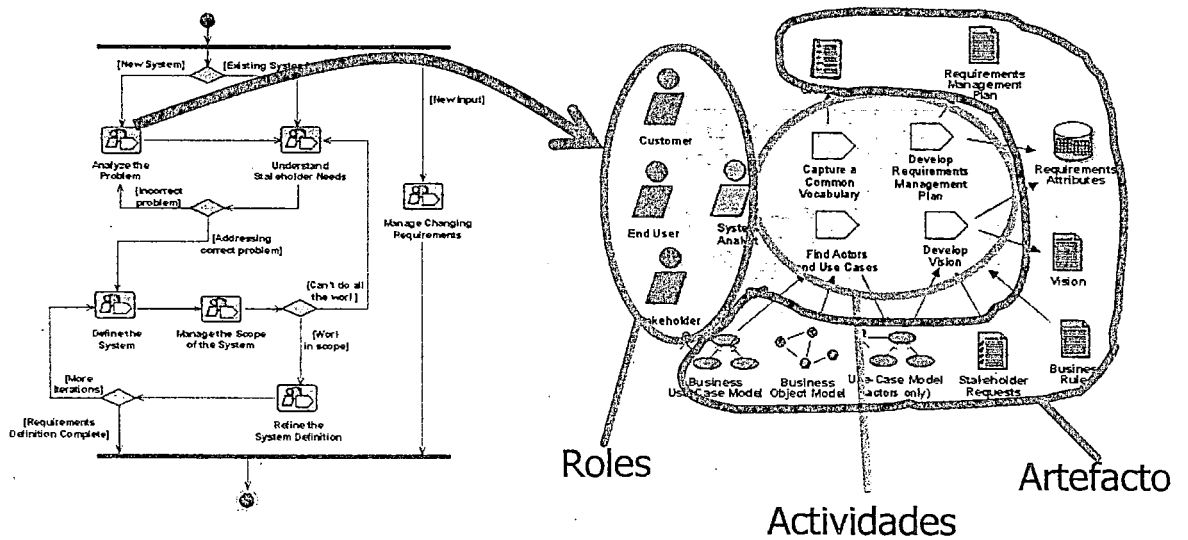 [New System]
[Existing System
[New Input]
Analyze the
Problem
Understand
Stakeholder Needs
[Incorrect
problem]
Manage Changing
Requirements
[Addressing
correct problem]
[Can't do all
the work]
Define the
System
Manage the Scope
of the System
[Work
in scope]
[More
Iterations]
[Requirements
Definition Complete]
Refine the
System Definition
Customer
End User
System
Analyst
Stakeholder
Capture a
Common
Vocabulary
Develop
Requirements
Management
Plan
Find Actors
and Use Cases
Develop
Vision
Requirements
Management
Plan
Requirements
Attributes
Vision
Business
Rule
Stakeholder
Requests
Use-Case Model
(actors only)
Business
Object Model
Business
Use-Case Model
Roles
Actividades
Artefacto